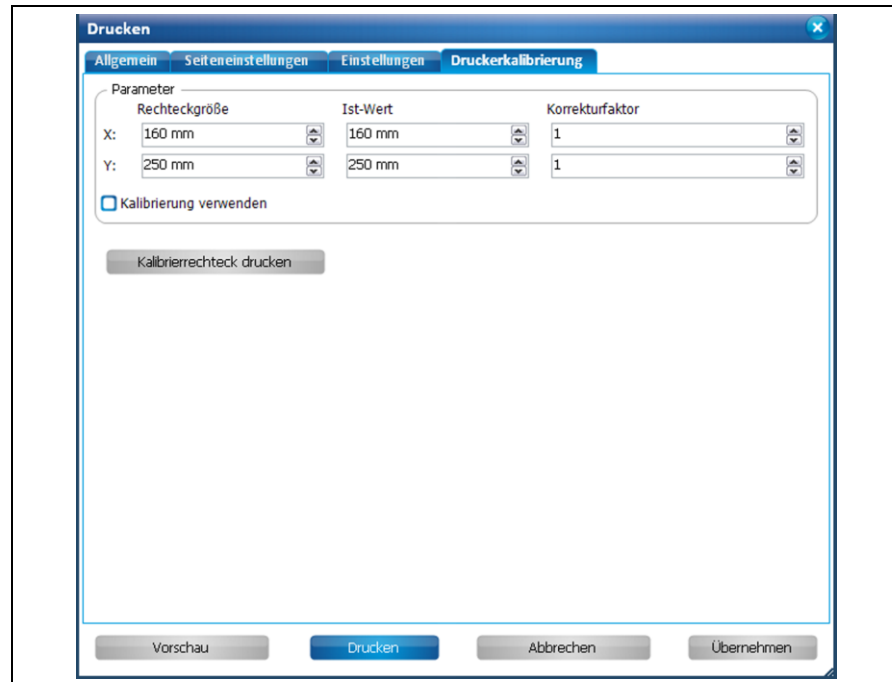 Drucken
Allgemein Seiteneinstellungen Einstellungen Druckerkalibrierung
Parameter
Rechteckgröße Ist-Wert Korrekturfaktor
X: 160 mm 160 mm 1
Y: 250 mm 250 mm 1
Kalibrierung verwenden
Kalibrierrechteck drucken
Vorschau Drucken Abbrechen Übernehmen